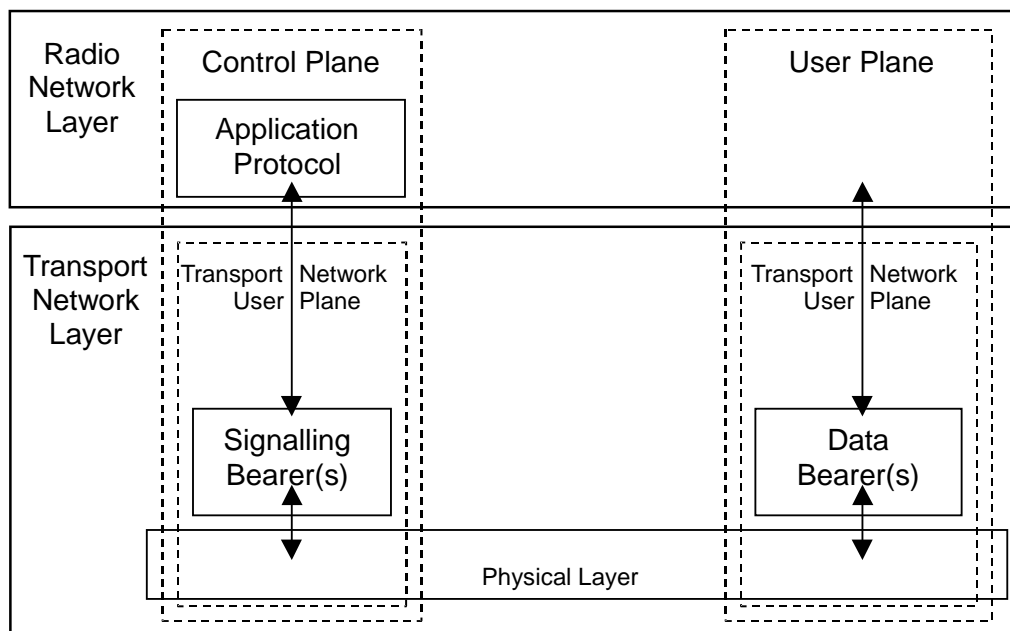 Radio
Network
Layer
Control Plane
User Plane
Application
Protocol
Transport
Network
Layer
Transport Network
User Plane
Transport Network
User Plane
Signalling
Bearer(s)
Data
Bearer(s)
Physical Layer